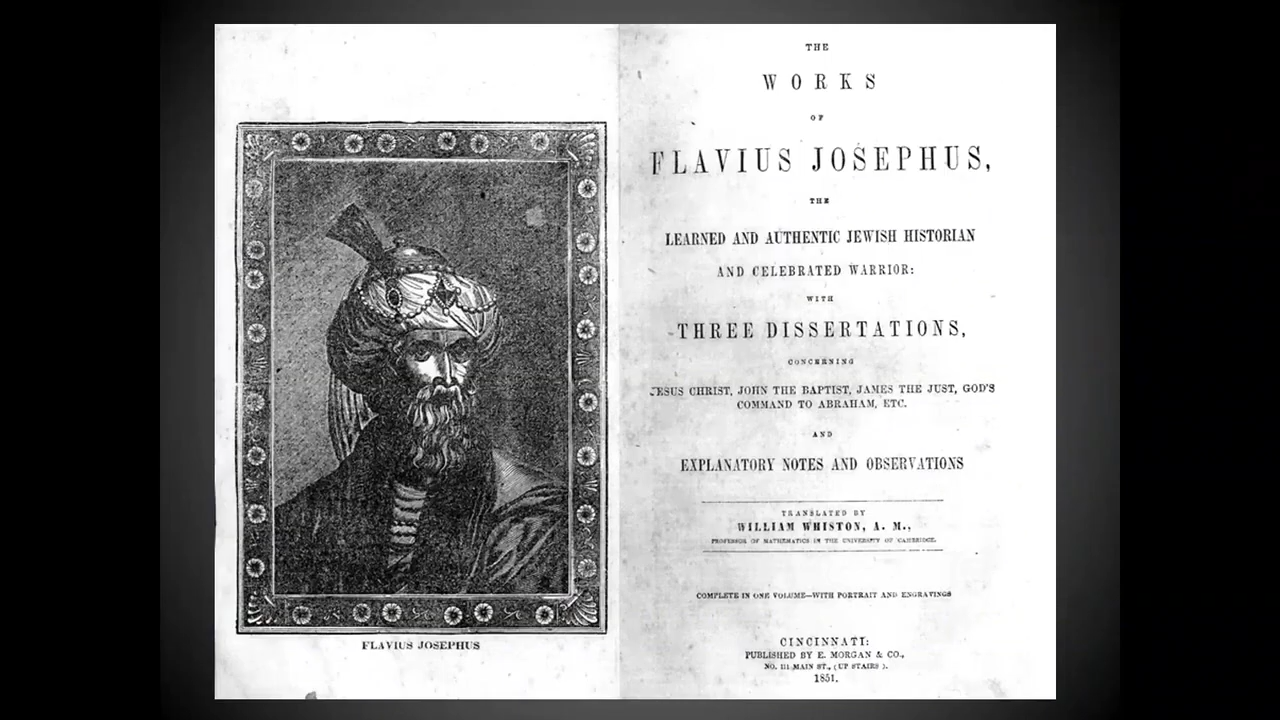 FLAVIUS JOSEPHUS
THE
WORKS
OF
FLAVIUS JOSEPHUS,
THE
LEARNED AND AUTHENTIC JEWISH HISTORIAN
AND CELEBRATED WARRIOR:
WITH
THREE DISSERTATIONS,
CONCERNING
JESUS CHRIST, JOHN THE BAPTIST, JAMES THE JUST, GOD'S
COMMAND TO ABRAHAM, ETC.
AND
EXPLANATORY NOTES AND OBSERVATIONS
TRANSLATED BY
WILLIAM WHISTON, A. M.,
PROFESSOR OF MATHEMATICS IN THE UNIVERSITY OF CAMBRIDGE.
COMPLETE IN ONE VOLUME—WITH PORTRAIT AND ENGRAVINGS
CINCINNATI:
PUBLISHED BY E. MORGAN & CO.,
NO. 111 MAIN ST., (UP STAIRS).
1851.